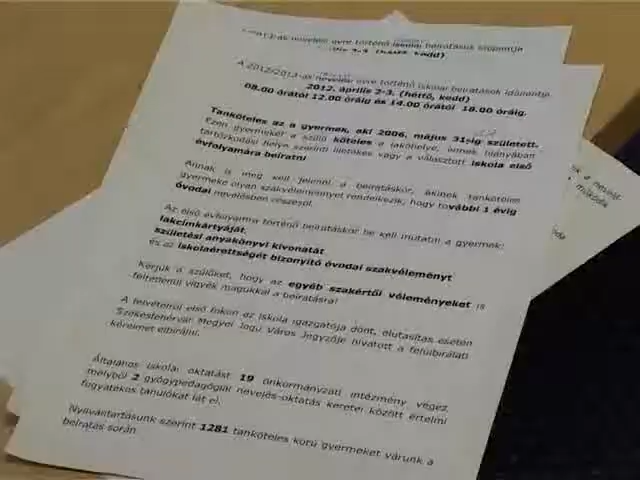 A 2012/2013-as nevelési évre történő iskolai beiratások időpontja
2012. április 2-3. (hétfő, kedd)
08.00 órától 12.00 óráig és 14.00 órától 18.00 óráig.
Tanköteles az a gyermek, aki 2006. május 31-ig született.
Ezen gyermeket a szülő köteles a lakóhelye, ennek hiányában
tartózkodási helye szerinti illetékes vagy a választott iskola első
évfolyamára beíratni
Annak is meg kell jelenni a beiratáskor, akinek tanköteles
gyermeke olyan szakvéleménnyel rendelkezik, hogy további 1 évig
óvodai nevelésben részesül.
Az első évfolyamra történő beiratáskor be kell mutatni a gyermek:
lakcímkártyáját,
születési anyakönyvi kivonatát
és az iskolaérettségét bizonyító óvodai szakvéleményt
Kérjük a szülőket, hogy az egyéb szakértői véleményeket is
feltétlenül vigyék magukkal a beiratásra!
A felvételről első fokon az iskola igazgatója dönt, elutasítás esetén
Székesfehérvár Megyei Jogú Város Jegyzője hivatott a felülbírálati
kérelmet elbírálni.
Általános iskolai oktatást 19 önkormányzati intézmény végez,
melyből 2 gyógypedagógiai nevelés-oktatás keretei között értelmi
fogyatékos tanulókat lát el.
Nyilvántartásunk szerint 1281 tanköteles korú gyermeket várunk a
beiratás során